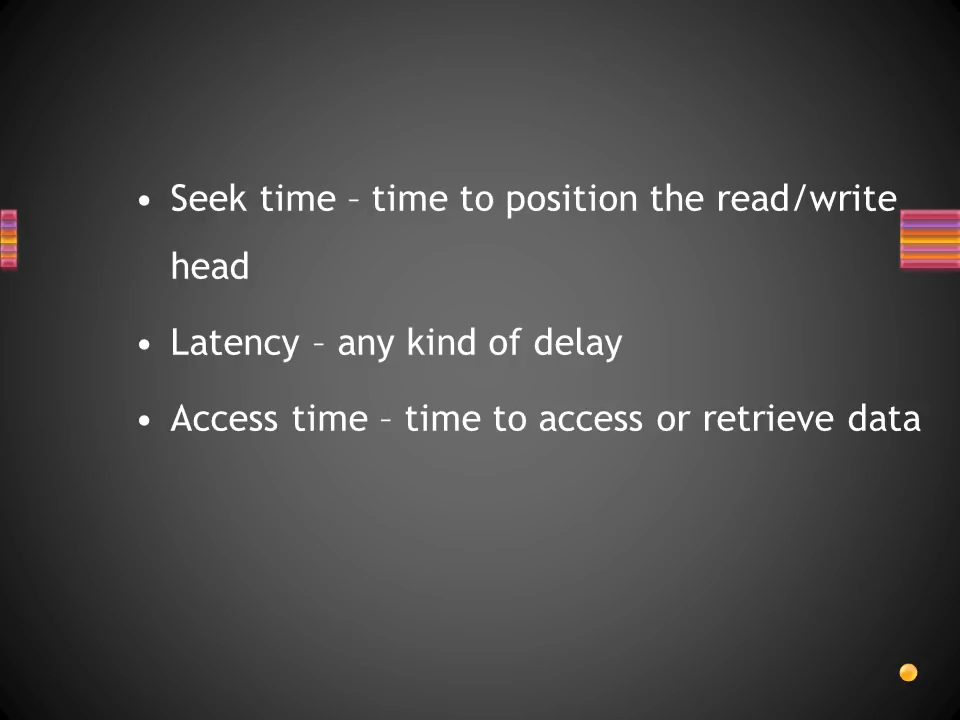 • Seek time – time to position the read/write
head
• Latency – any kind of delay
• Access time – time to access or retrieve data